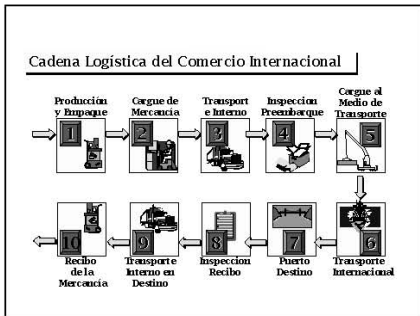 Cadena Logística del Comercio Internacional
Producción
y Empaque
1
Cargue de
Mercancía
2
Transport
e Interno
3
Inspeccion
Preembarque
4
Cargue al
Medio de
Transporte
5
6
Transporte
Internacional
7
Puerto
Destino
8
Inspeccion
Recibo
9
Transporte
Interno en
Destino
10
Recibo
de la
Mercancía